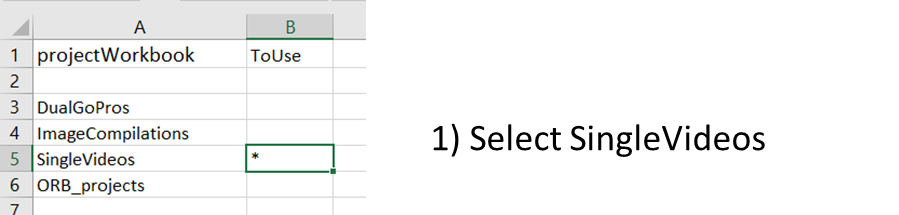 A B
1 projectWorkbook ToUse
2
3 DualGoPros
4 ImageCompilations
5 SingleVideos *
6 ORB_projects
7
1) Select SingleVideos